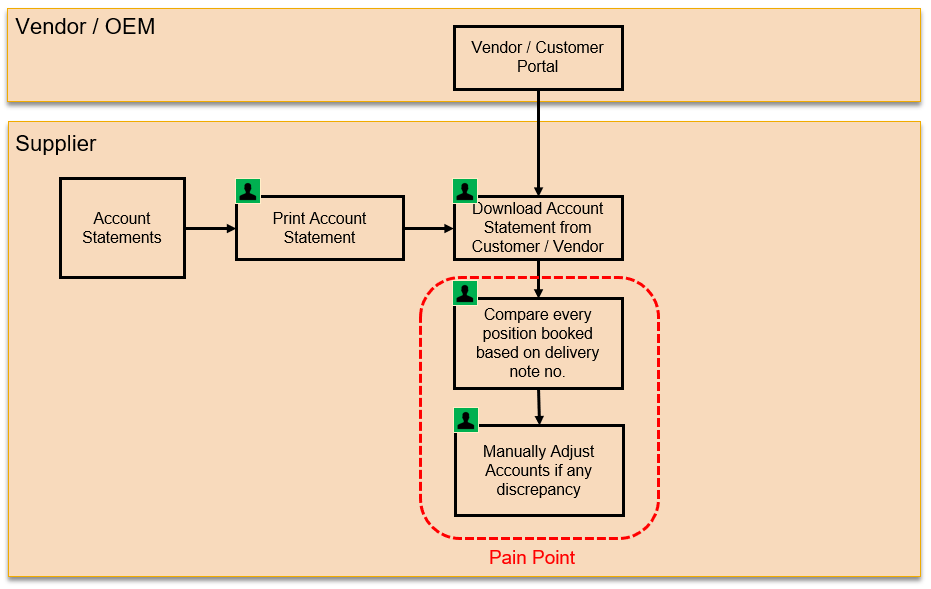 Vendor / OEM
Vendor / Customer
Portal
Supplier
Account
Statements
Print Account
Statement
Download Account
Statement from
Customer / Vendor
Compare every
position booked
based on delivery
note no.
Manually Adjust
Accounts if any
discrepancy
Pain Point